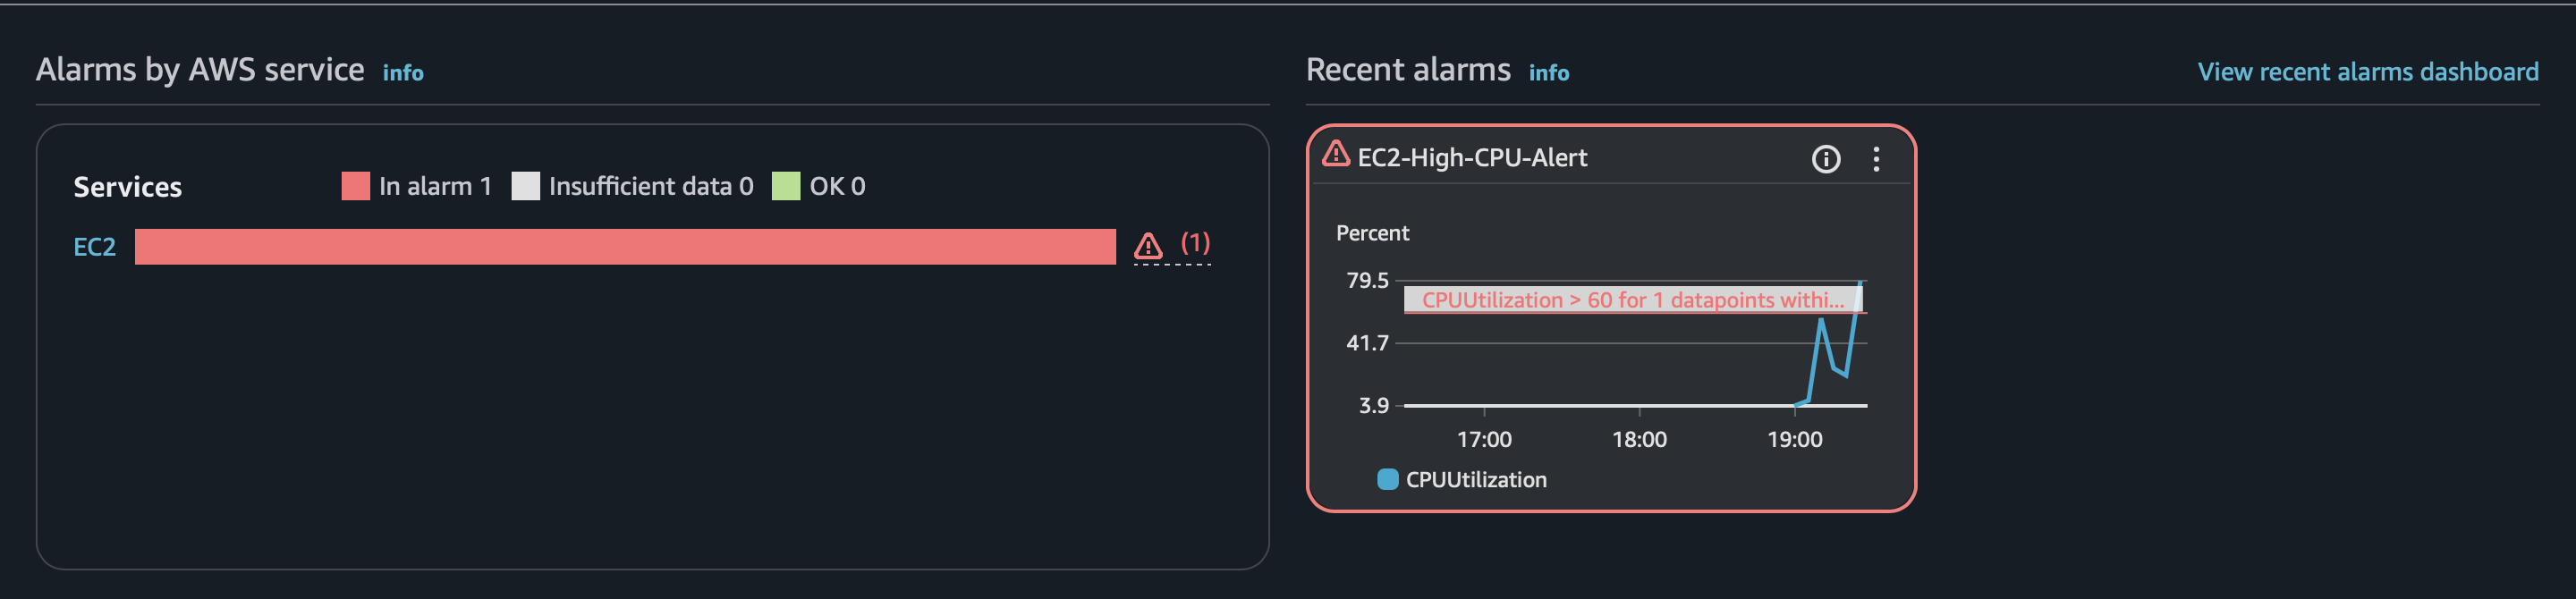 Alarms by AWS service info
Services
In alarm 1 Insufficient data 0 OK 0
EC2 (1)
Recent alarms info
View recent alarms dashboard
EC2-High-CPU-Alert
Percent
79.5
CPUUtilization > 60 for 1 datapoints withi...
41.7
3.9
17:00 18:00 19:00
CPUUtilization